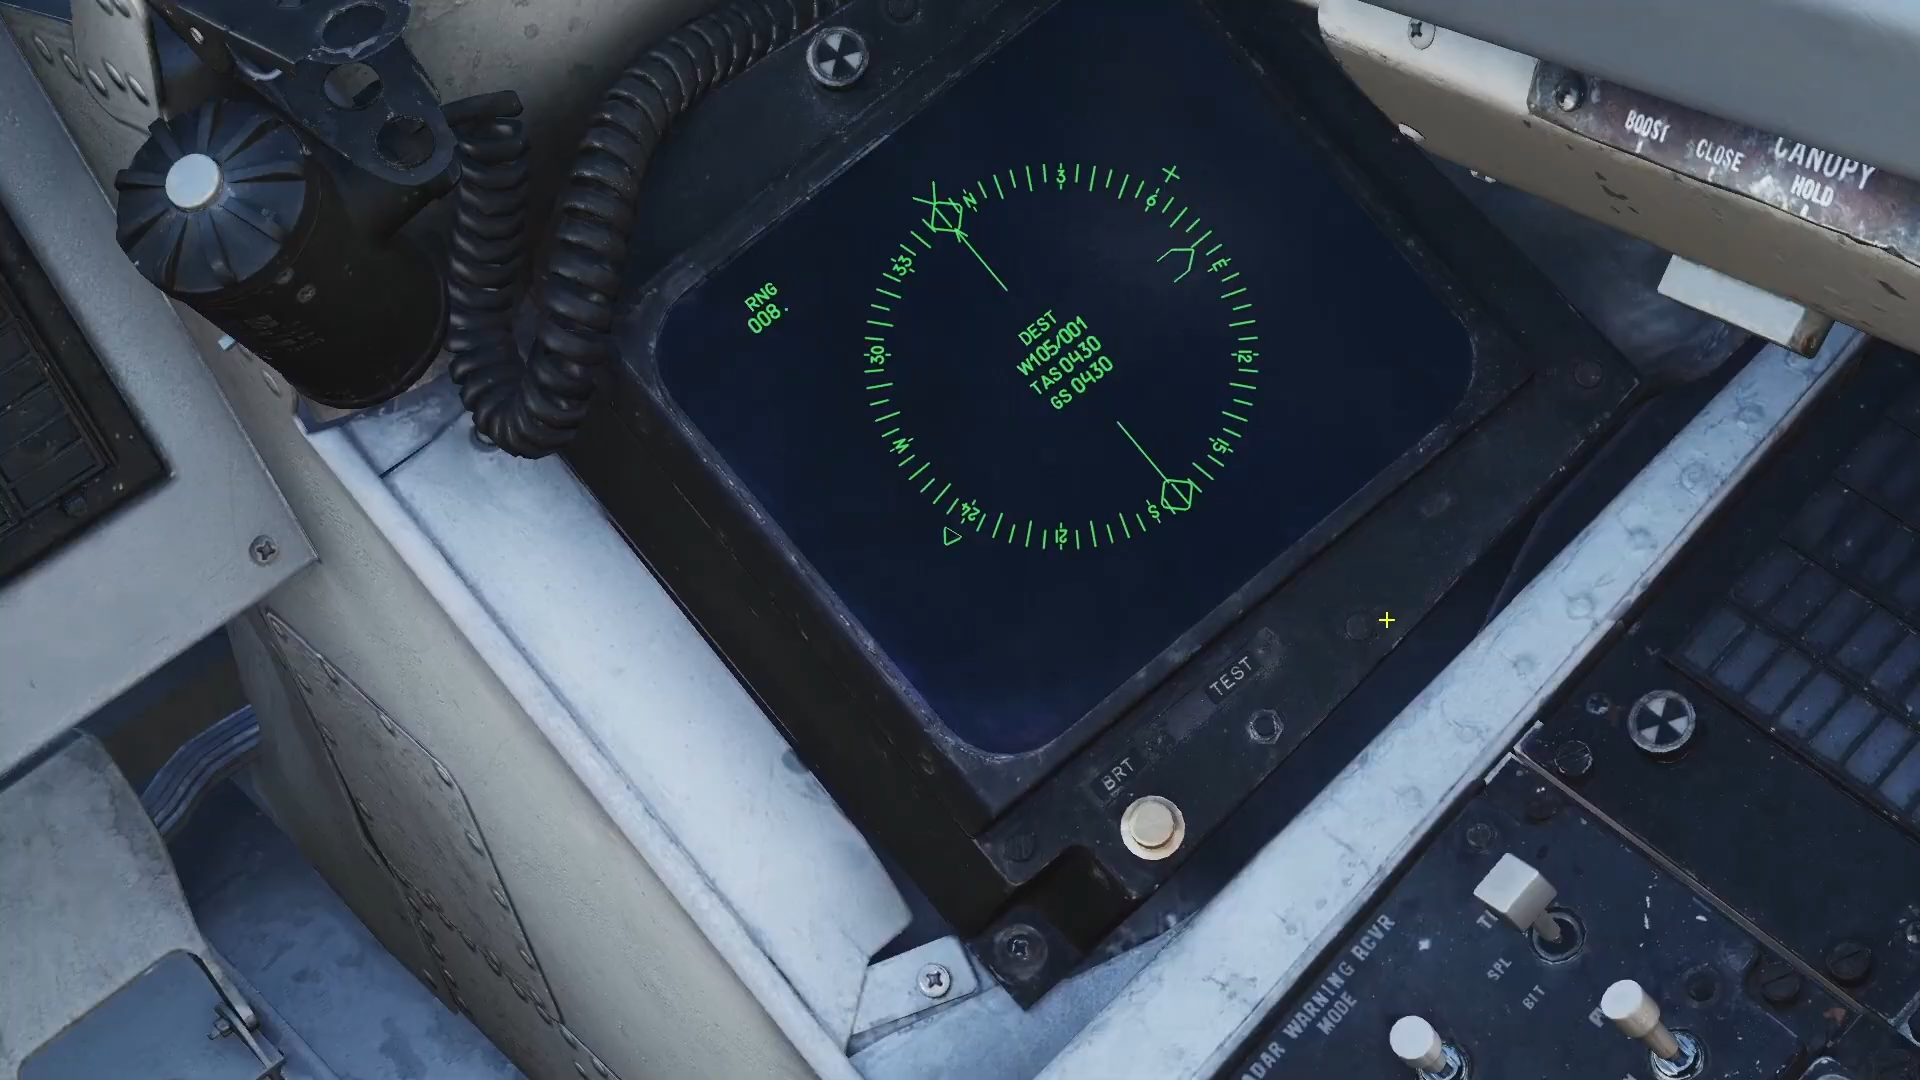 BOOST
CLOSE
CANOPY
HOLD
RNG
008.
N
3
6
E
12
15
S
21
24
W
30
33
DEST
W105/001
TAS 0430
GS 0430
TEST
BRT
SPL
BIT
RADAR WARNING RCVR
MODE